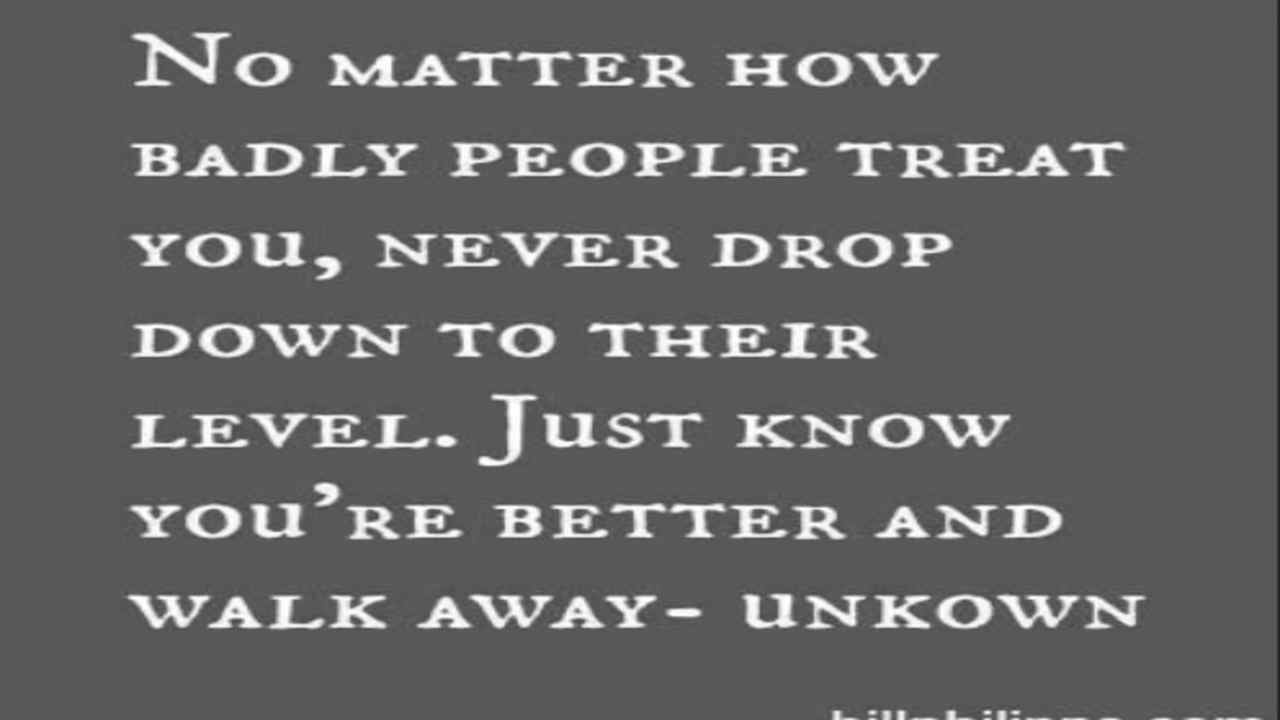 No matter how
badly people treat
you, never drop
down to their
level. Just know
you’re better and
walk away- unkown